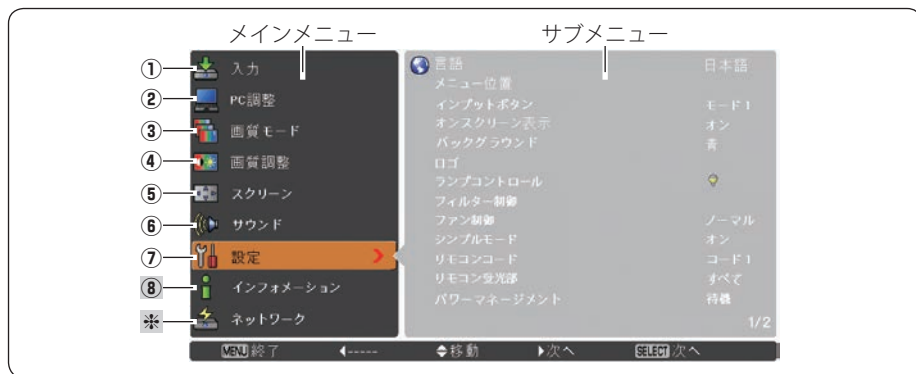 メインメニュー サブメニュー
① 入力
② PC調整
③ 画質モード
④ 画質調整
⑤ スクリーン
⑥ サウンド
⑦ 設定
⑧ インフォメーション
※ ネットワーク
言語 日本語
メニュー位置
インプットボタン モード1
オンスクリーン表示 オン
バックグラウンド 青
ロゴ
ランプコントロール
フィルター制御
ファン制御 ノーマル
シンプルモード オン
リモコンコード コード1
リモコン受光部 すべて
パワーマネージメント 待機
1/2
MENU 終了 ◀----- 移動 ▶次へ SELECT 次へ